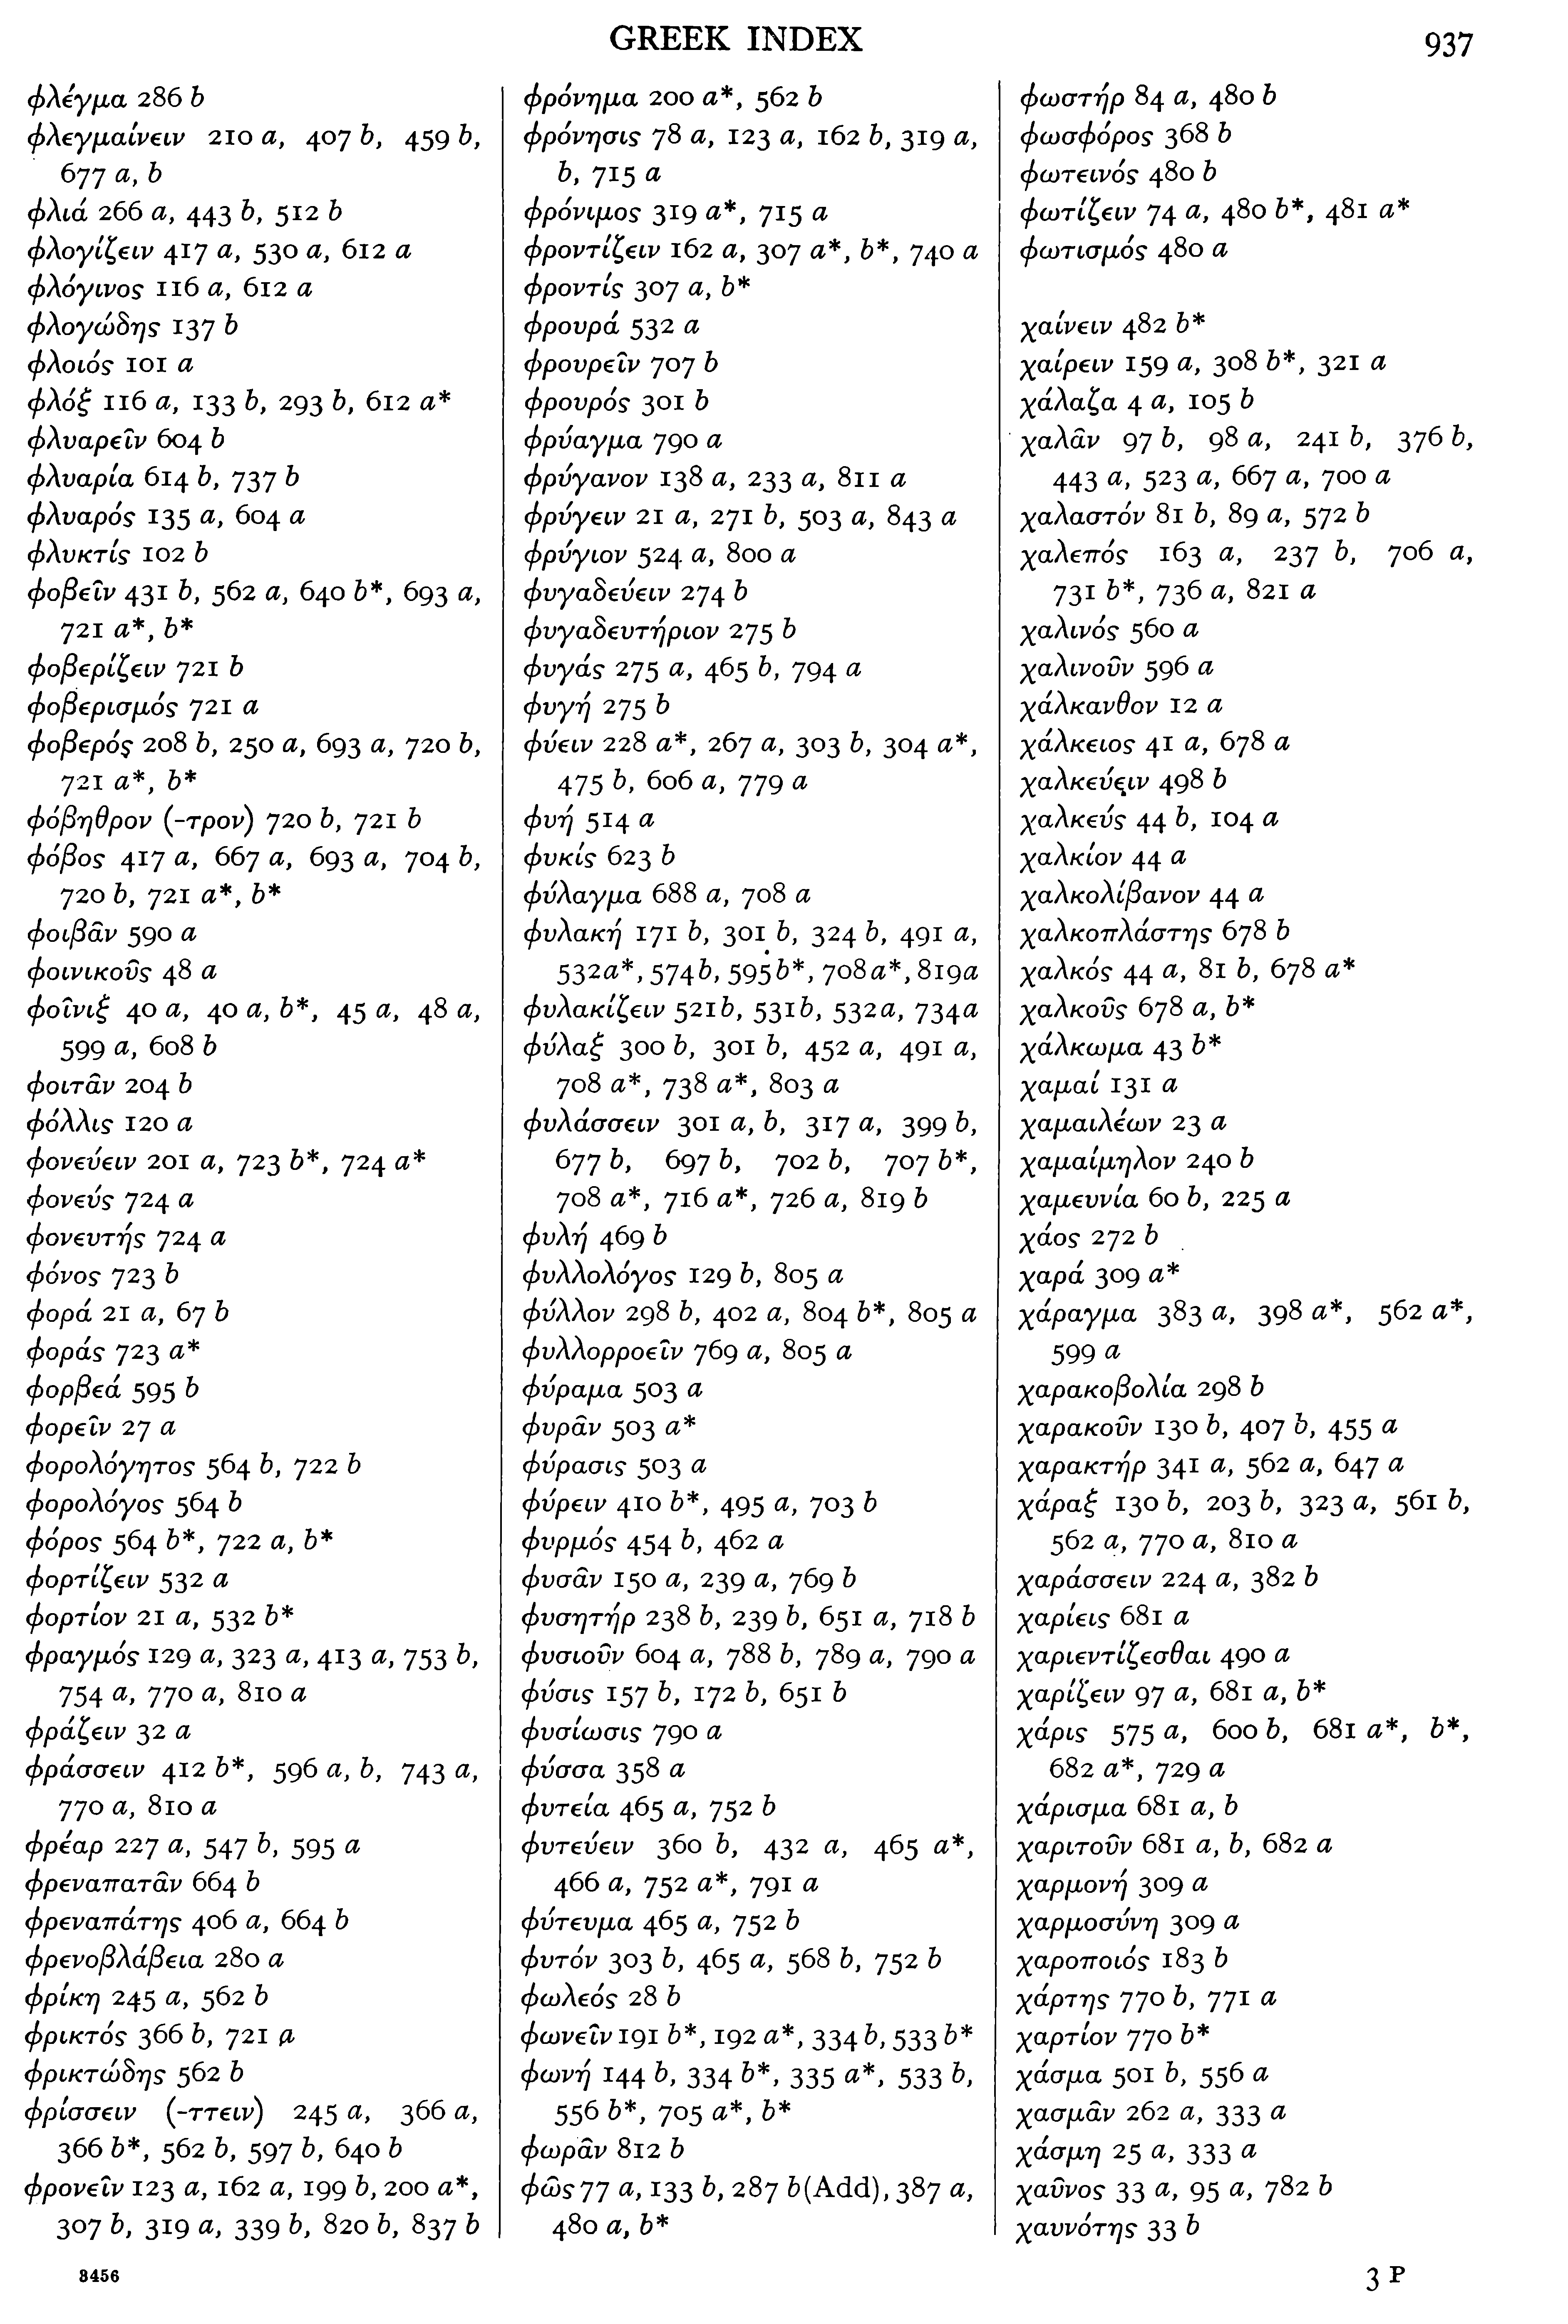 GREEK INDEX
937
φλέγμα 286 b
φλεγμαίνειν 210 a, 407 b, 459 b,
677 a, b
φλιά 266 a, 443 b, 512 b
φλογίζειν 417 a, 530 a, 612 a
φλόγινος 116 a, 612 a
φλογώδης 137 b
φλοιός 101 a
φλόξ 116 a, 133 b, 293 b, 612 a*
φλυαρεῖν 604 b
φλυαρία 614 b, 737 b
φλυαρός 135 a, 604 a
φλυκτίς 102 b
φοβεῖν 431 b, 562 a, 640 b*, 693 a,
721 a*, b*
φοβερίζειν 721 b
φοβερισμός 721 a
φοβερός 208 b, 250 a, 693 a, 720 b,
721 a*, b*
φόβηθρον (-τρον) 720 b, 721 b
φόβος 417 a, 667 a, 693 a, 704 b,
720 b, 721 a*, b*
φοιβᾶν 590 a
φοινικοῦς 48 a
φοῖνιξ 40 a, 40 a, b*, 45 a, 48 a,
599 a, 608 b
φοιτᾶν 204 b
φόλλις 120 a
φονεύειν 201 a, 723 b*, 724 a*
φονεύς 724 a
φονευτής 724 a
φόνος 723 b
φορά 21 a, 67 b
φοράς 723 a*
φορβεά 595 b
φορεῖν 27 a
φορολόγητος 564 b, 722 b
φορολόγος 564 b
φόρος 564 b*, 722 a, b*
φορτίζειν 532 a
φορτίον 21 a, 532 b*
φραγμός 129 a, 323 a, 413 a, 753 b,
754 a, 770 a, 810 a
φράζειν 32 a
φράσσειν 412 b*, 596 a, b, 743 a,
770 a, 810 a
φρέαρ 227 a, 547 b, 595 a
φρεναπατᾶν 664 b
φρεναπάτης 406 a, 664 b
φρενοβλάβεια 280 a
φρίκη 245 a, 562 b
φρικτός 366 b, 721 a
φρικτώδης 562 b
φρίσσειν (-ττειν) 245 a, 366 a,
366 b*, 562 b, 597 b, 640 b
φρονεῖν 123 a, 162 a, 199 b, 200 a*,
307 b, 319 a, 339 b, 820 b, 837 b
φρόνημα 200 a*, 562 b
φρόνησις 78 a, 123 a, 162 b, 319 a,
b, 715 a
φρόνιμος 319 a*, 715 a
φροντίζειν 162 a, 307 a*, b*, 740 a
φροντίς 307 a, b*
φρουρά 532 a
φρουρεῖν 707 b
φρουρός 301 b
φρύαγμα 790 a
φρύγανον 138 a, 233 a, 811 a
φρύγειν 21 a, 271 b, 503 a, 843 a
φρύγιον 524 a, 800 a
φυγαδεύειν 274 b
φυγαδευτήριον 275 b
φυγάς 275 a, 465 b, 794 a
φυγή 275 b
φύειν 228 a*, 267 a, 303 b, 304 a*,
475 b, 606 a, 779 a
φυή 514 a
φυκίς 623 b
φύλαγμα 688 a, 708 a
φυλακή 171 b, 301 b, 324 b, 491 a,
532 a*, 574 b, 595 b*, 708 a*, 819 a
φυλακίζειν 521 b, 531 b, 532 a, 734 a
φύλαξ 300 b, 301 b, 452 a, 491 a,
708 a*, 738 a*, 803 a
φυλάσσειν 301 a, b, 317 a, 399 b,
677 b, 697 b, 702 b, 707 b*,
708 a*, 716 a*, 726 a, 819 b
φυλή 469 b
φυλλολόγος 129 b, 805 a
φύλλον 298 b, 402 a, 804 b*, 805 a
φυλλορροεῖν 769 a, 805 a
φύραμα 503 a
φυρᾶν 503 a*
φύρασις 503 a
φύρειν 410 b*, 495 a, 703 b
φυρμός 454 b, 462 a
φυσᾶν 150 a, 239 a, 769 b
φυσητήρ 238 b, 239 b, 651 a, 718 b
φυσιοῦν 604 a, 788 b, 789 a, 790 a
φύσις 157 b, 172 b, 651 b
φυσίωσις 790 a
φύσσα 358 a
φυτεία 465 a, 752 b
φυτεύειν 360 b, 432 a, 465 a*,
466 a, 752 a*, 791 a
φύτευμα 465 a, 752 b
φυτόν 303 b, 465 a, 568 b, 752 b
φωλεός 28 b
φωνεῖν 191 b*, 192 a*, 334 b, 533 b*
φωνή 144 b, 334 b*, 335 a*, 533 b,
556 b*, 705 a*, b*
φωρᾶν 812 b
φῶς 77 a, 133 b, 287 b (Add), 387 a,
480 a, b*
φωστήρ 84 a, 480 b
φωσφόρος 368 b
φωτεινός 480 b
φωτίζειν 74 a, 480 b*, 481 a*
φωτισμός 480 a
χαίνειν 482 b*
χαίρειν 159 a, 308 b*, 321 a
χάλαζα 4 a, 105 b
χαλᾶν 97 b, 98 a, 241 b, 376 b,
443 a, 523 a, 667 a, 700 a
χαλαστόν 81 b, 89 a, 572 b
χαλεπός 163 a, 237 b, 706 a,
731 b*, 736 a, 821 a
χαλινός 560 a
χαλινοῦν 596 a
χάλκανθον 12 a
χάλκειος 41 a, 678 a
χαλκεύειν 498 b
χαλκεύς 44 b, 104 a
χαλκίον 44 a
χαλκολίβανον 44 a
χαλκοπλάστης 678 b
χαλκός 44 a, 81 b, 678 a*
χαλκοῦς 678 a, b*
χάλκωμα 43 b*
χαμαί 131 a
χαμαιλέων 23 a
χαμαίμηλον 240 b
χαμευνία 60 b, 225 a
χάος 272 b
χαρά 309 a*
χάραγμα 383 a, 398 a*, 562 a*,
599 a
χαρακοβολία 298 b
χαρακοῦν 130 b, 407 b, 455 a
χαρακτήρ 341 a, 562 a, 647 a
χάραξ 130 b, 203 b, 323 a, 561 b,
562 a, 770 a, 810 a
χαράσσειν 224 a, 382 b
χαρίεις 681 a
χαριεντίζεσθαι 490 a
χαρίζειν 97 a, 681 a, b*
χάρις 575 a, 600 b, 681 a*, b*,
682 a*, 729 a
χάρισμα 681 a, b
χαριτοῦν 681 a, b, 682 a
χαρμονή 309 a
χαρμοσύνη 309 a
χαροποιός 183 b
χάρτης 770 b, 771 a
χαρτίον 770 b*
χάσμα 501 b, 556 a
χασμᾶν 262 a, 333 a
χάσμη 25 a, 333 a
χαῦνος 33 a, 95 a, 782 b
χαυνότης 33 b
3456
3 P